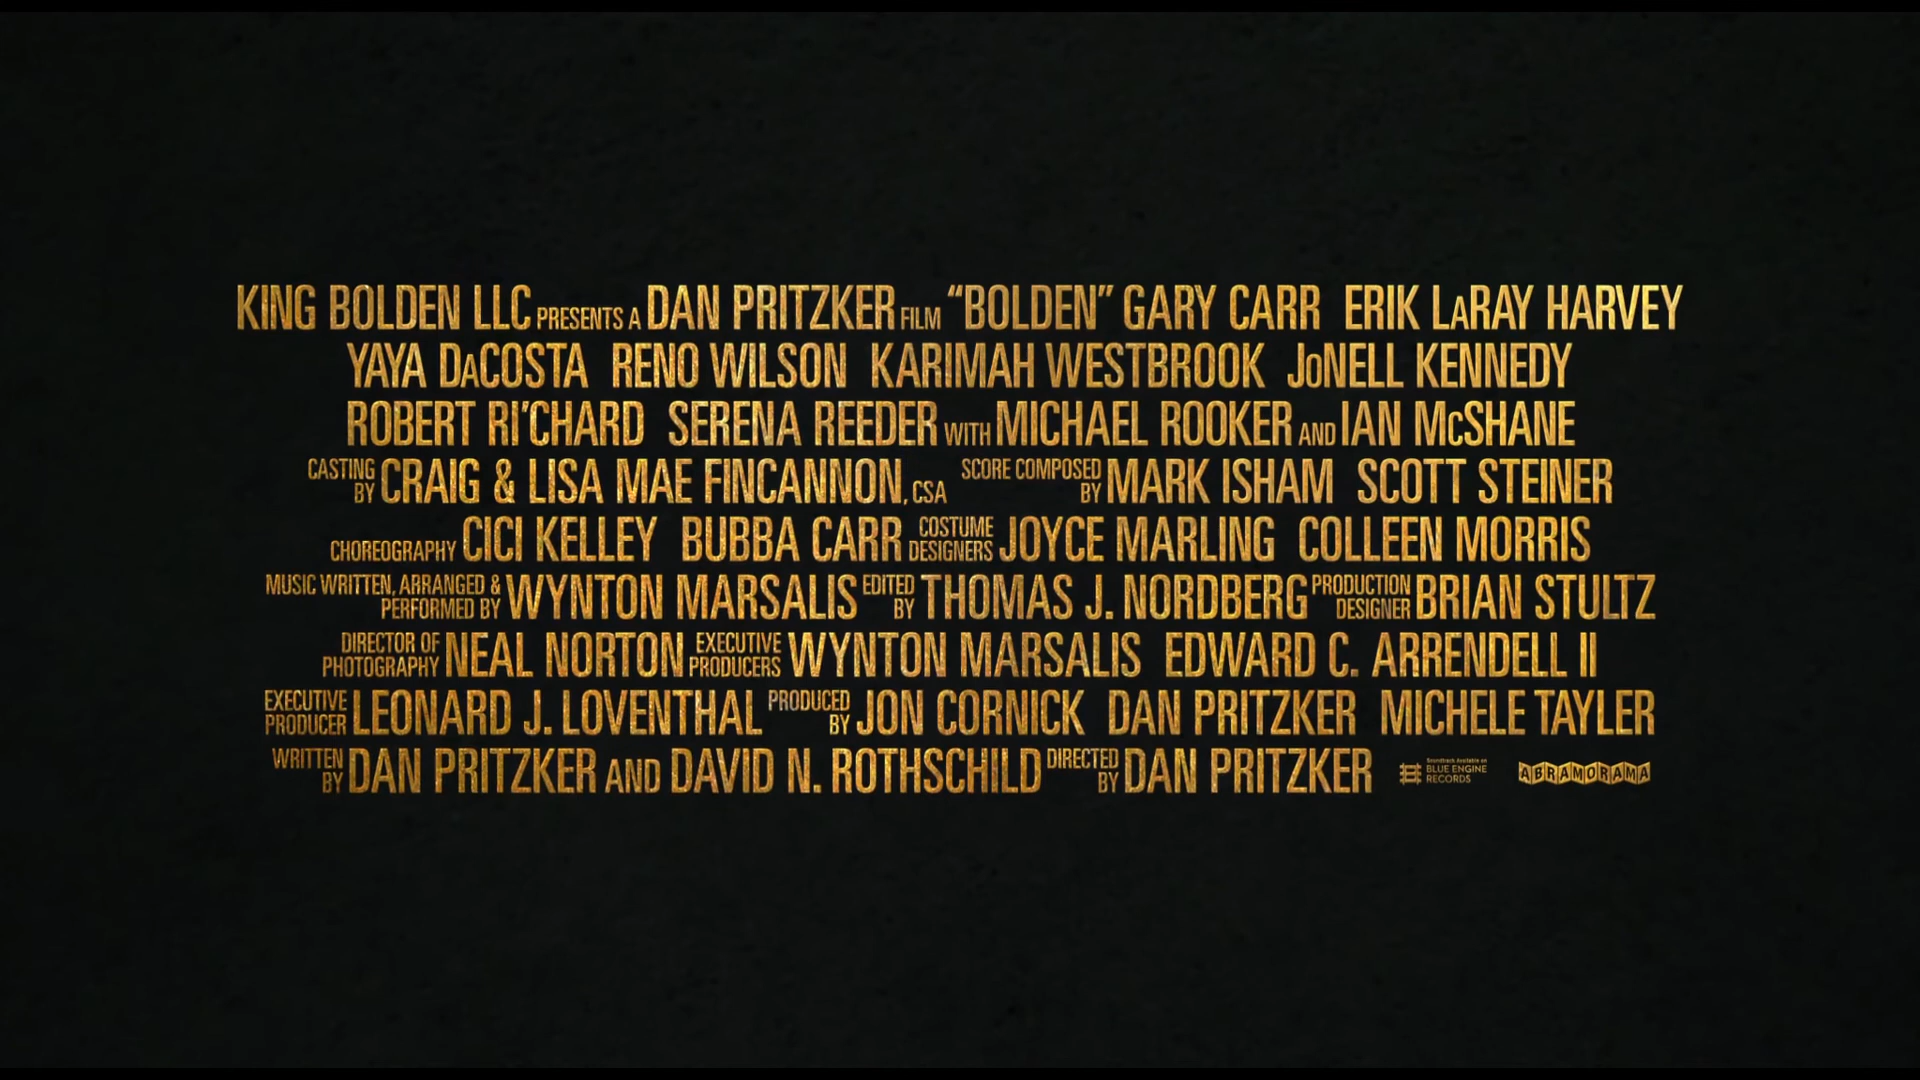 KING BOLDEN LLC PRESENTS A DAN PRITZKER FILM “BOLDEN” GARY CARR ERIK LaRAY HARVEY
YAYA DaCOSTA RENO WILSON KARIMAH WESTBROOK JoNELL KENNEDY
ROBERT RI’CHARD SERENA REEDER WITH MICHAEL ROOKER AND IAN McSHANE
CASTING BY CRAIG & LISA MAE FINCANNON, CSA SCORE COMPOSED BY MARK ISHAM SCOTT STEINER
CHOREOGRAPHY CICI KELLEY BUBBA CARR COSTUME DESIGNERS JOYCE MARLING COLLEEN MORRIS
MUSIC WRITTEN, ARRANGED & PERFORMED BY WYNTON MARSALIS EDITED BY THOMAS J. NORDBERG PRODUCTION DESIGNER BRIAN STULTZ
DIRECTOR OF PHOTOGRAPHY NEAL NORTON EXECUTIVE PRODUCERS WYNTON MARSALIS EDWARD C. ARRENDELL II
EXECUTIVE PRODUCER LEONARD J. LOVENTHAL PRODUCED BY JON CORNICK DAN PRITZKER MICHELE TAYLER
WRITTEN BY DAN PRITZKER AND DAVID N. ROTHSCHILD DIRECTED BY DAN PRITZKER Soundtrack Available on BLUE ENGINE RECORDS ABRAMORAMA